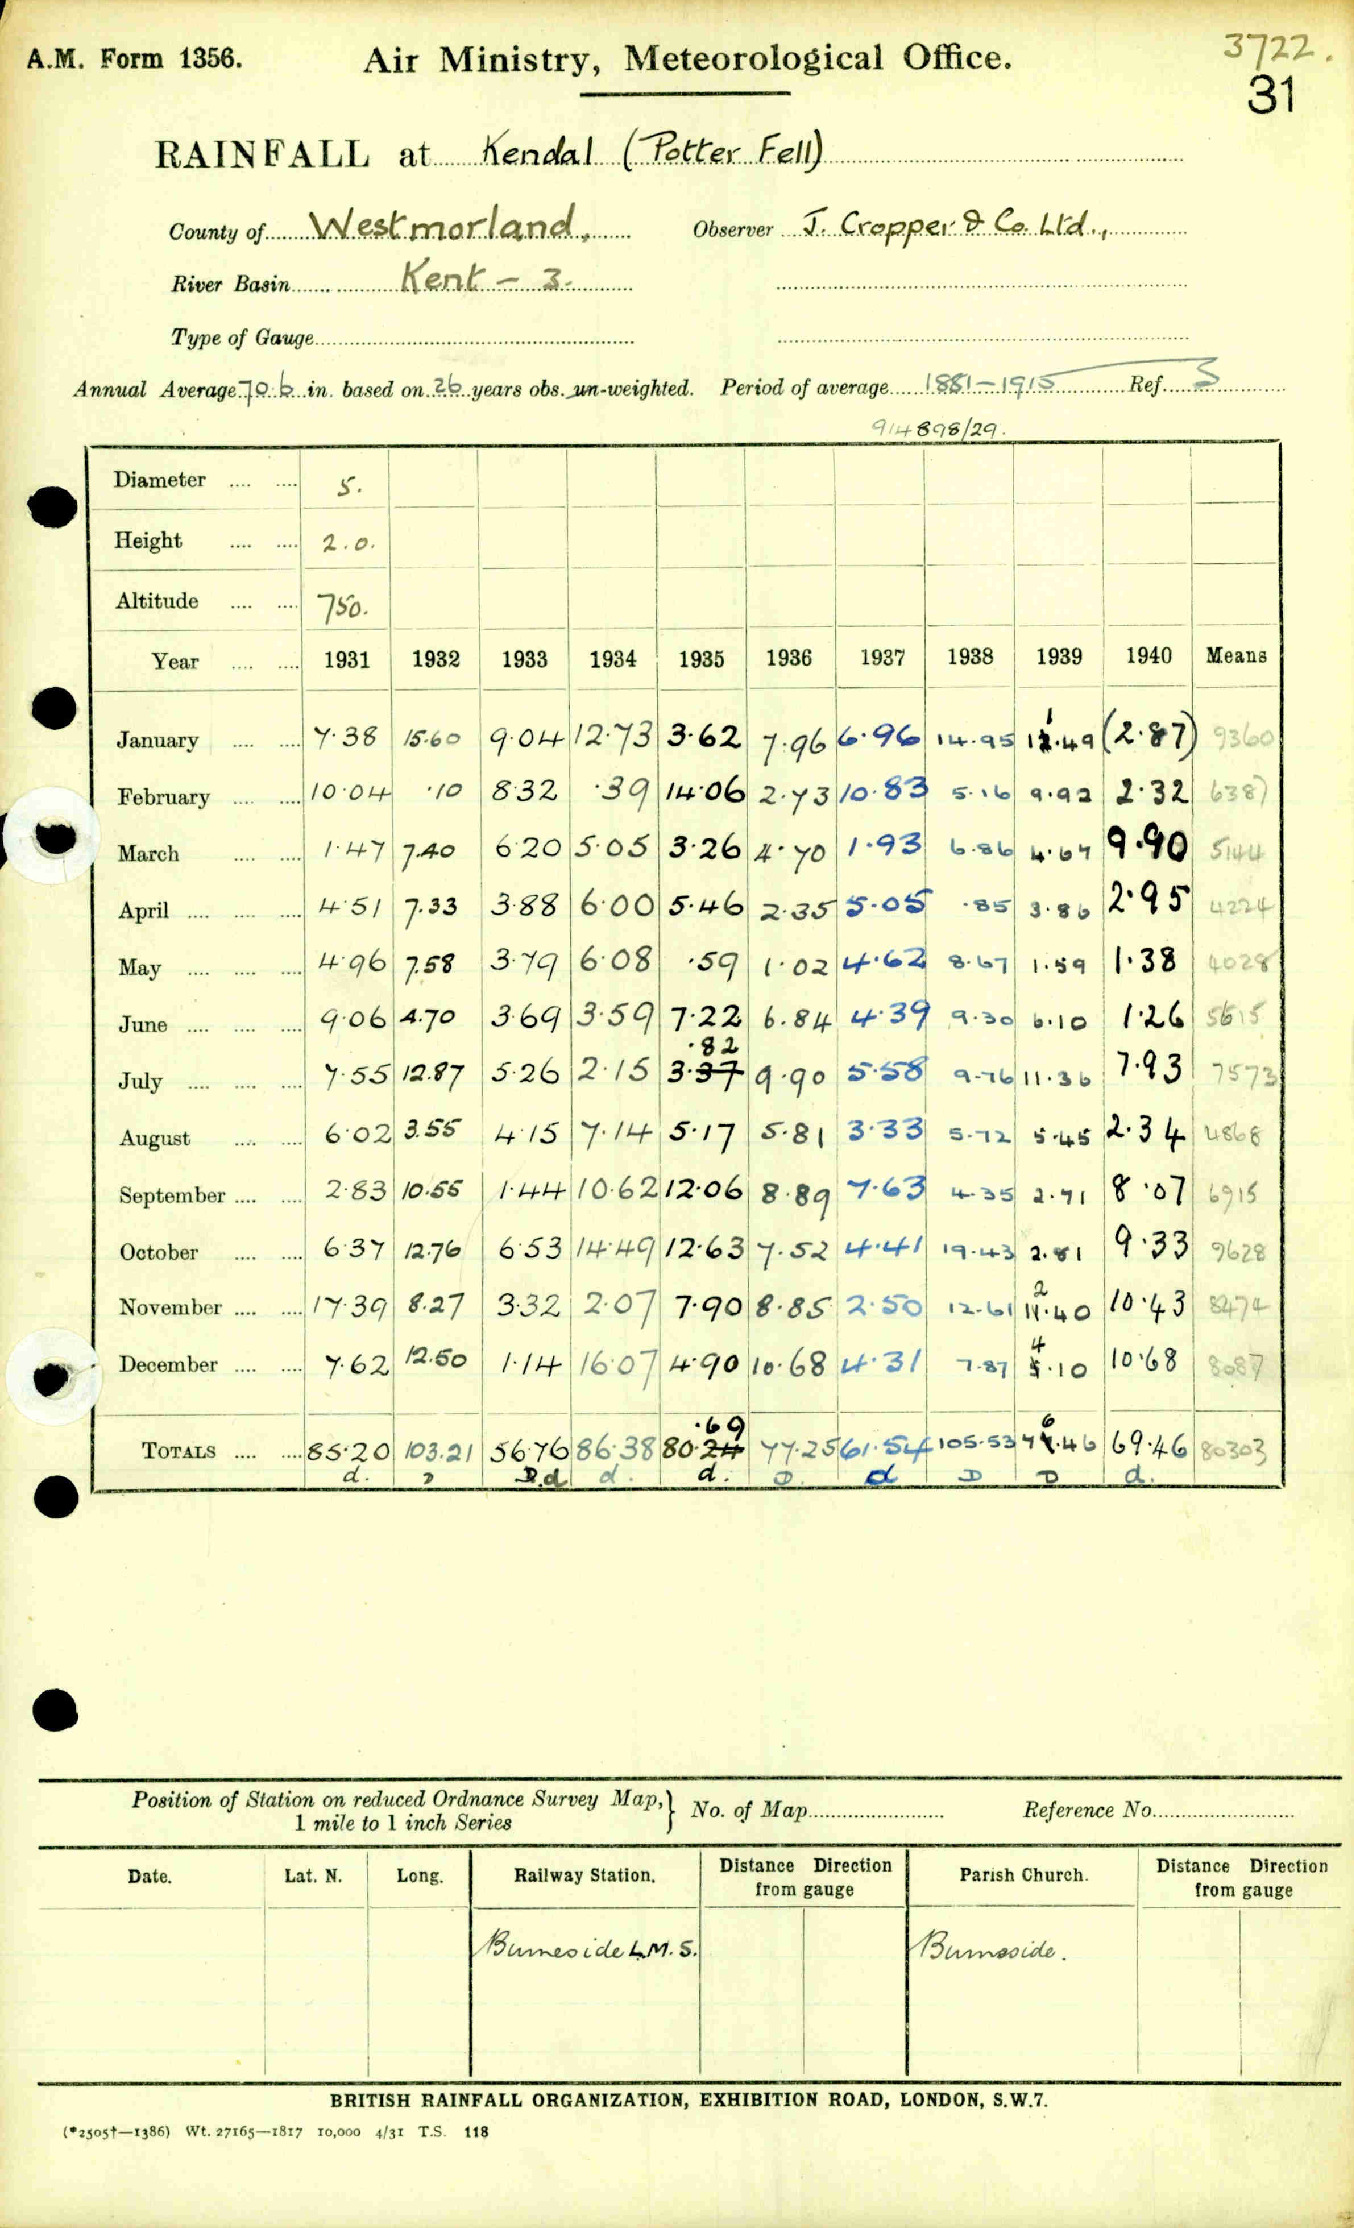 A.M. Form 1356. Air Ministry, Meteorological Office. 3722.
31
RAINFALL at Kendal (Potter Fell)
County of Westmorland, Observer J. Cropper & Co. Ltd.,
River Basin Kent - 3.
Type of Gauge
Annual Average 70.6 in. based on 26 years obs. un-weighted. Period of average 1881-1915 Ref. 3
914898/29.
Diameter 5.
Height 2.0.
Altitude 750.
Year 1931 1932 1933 1934 1935 1936 1937 1938 1939 1940 Means
January 7.38 15.60 9.04 12.73 3.62 7.96 6.96 14.95 11.49 (2.87) 9360
February 10.04 .10 8.32 .39 14.06 2.73 10.83 5.16 9.92 2.32 6387
March 1.47 7.40 6.20 5.05 3.26 4.70 1.93 6.86 4.67 9.90 5144
April 4.51 7.33 3.88 6.00 5.46 2.35 5.05 .85 3.86 2.95 4224
May 4.96 7.58 3.79 6.08 .59 1.02 4.62 8.67 1.59 1.38 4028
June 9.06 4.70 3.69 3.59 7.22 6.84 4.39 9.30 6.10 1.26 5615
.82
July 7.55 12.87 5.26 2.15 3.37 9.90 5.58 9.76 11.36 7.93 7573
August 6.02 3.55 4.15 7.14 5.17 5.81 3.33 5.72 5.45 2.34 4868
September 2.83 10.55 1.44 10.62 12.06 8.89 7.63 4.35 2.71 8.07 6915
October 6.37 12.76 6.53 14.49 12.63 7.52 4.41 19.43 2.81 9.33 9628
November 17.39 8.27 3.32 2.07 7.90 8.85 2.50 12.61 12.40 10.43 8474
December 7.62 12.50 1.14 16.07 4.90 10.68 4.31 7.87 4.10 10.68 8087
.69
TOTALS 85.20 103.21 56.76 86.38 80.24 77.25 61.54 105.53 76.46 69.46 80303
d. D D.d d. d. D. d D D d.
Position of Station on reduced Ordnance Survey Map, } No. of Map Reference No.
1 mile to 1 inch Series
Date. Lat. N. Long. Railway Station. Distance Direction from gauge Parish Church. Distance Direction from gauge
Burneside L.M.S. Burneside.
BRITISH RAINFALL ORGANIZATION, EXHIBITION ROAD, LONDON, S.W.7.
(*2505†—1386) Wt. 27165—1817 10,000 4/31 T.S. 118